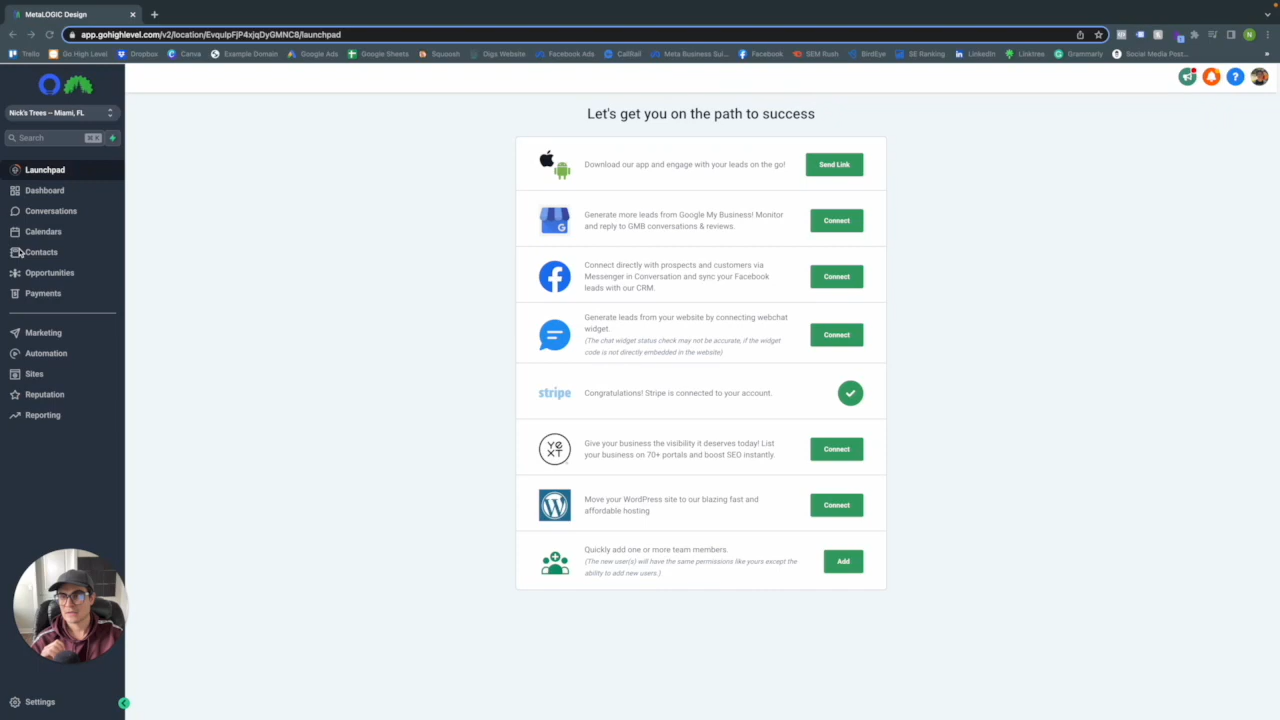 MetaLOGIC Design
app.gohighlevel.com/v2/location/EvquIpFjP4xjqDyGMNC8/launchpad
Trello
Go High Level
Dropbox
Canva
Example Domain
Google Ads
Google Sheets
Squoosh
Oigs Website
Facebook Ads
CallRail
Meta Business Sui...
Facebook
SEM Rush
BirdEye
SE Ranking
LinkedIn
Linktree
Grammarly
Social Media Post...
Nick's Trees -- Miami, FL
Search
⌘ K
Launchpad
Dashboard
Conversations
Calendars
Contacts
Opportunities
Payments
Marketing
Automation
Sites
Reputation
Reporting
Settings
Let's get you on the path to success
Download our app and engage with your leads on the go!
Send Link
Generate more leads from Google My Business! Monitor
and reply to GMB conversations & reviews.
Connect
Connect directly with prospects and customers via
Messenger in Conversation and sync your Facebook
leads with our CRM.
Connect
Generate leads from your website by connecting webchat
widget.
(The chat widget status check may not be accurate, if the widget
code is not directly embedded in the website)
Connect
stripe
Congratulations! Stripe is connected to your account.
yext
Give your business the visibility it deserves today! List
your business on 70+ portals and boost SEO instantly.
Connect
Move your WordPress site to our blazing fast and
affordable hosting
Connect
Quickly add one or more team members.
(The new user(s) will have the same permissions like yours except the
ability to add new users.)
Add